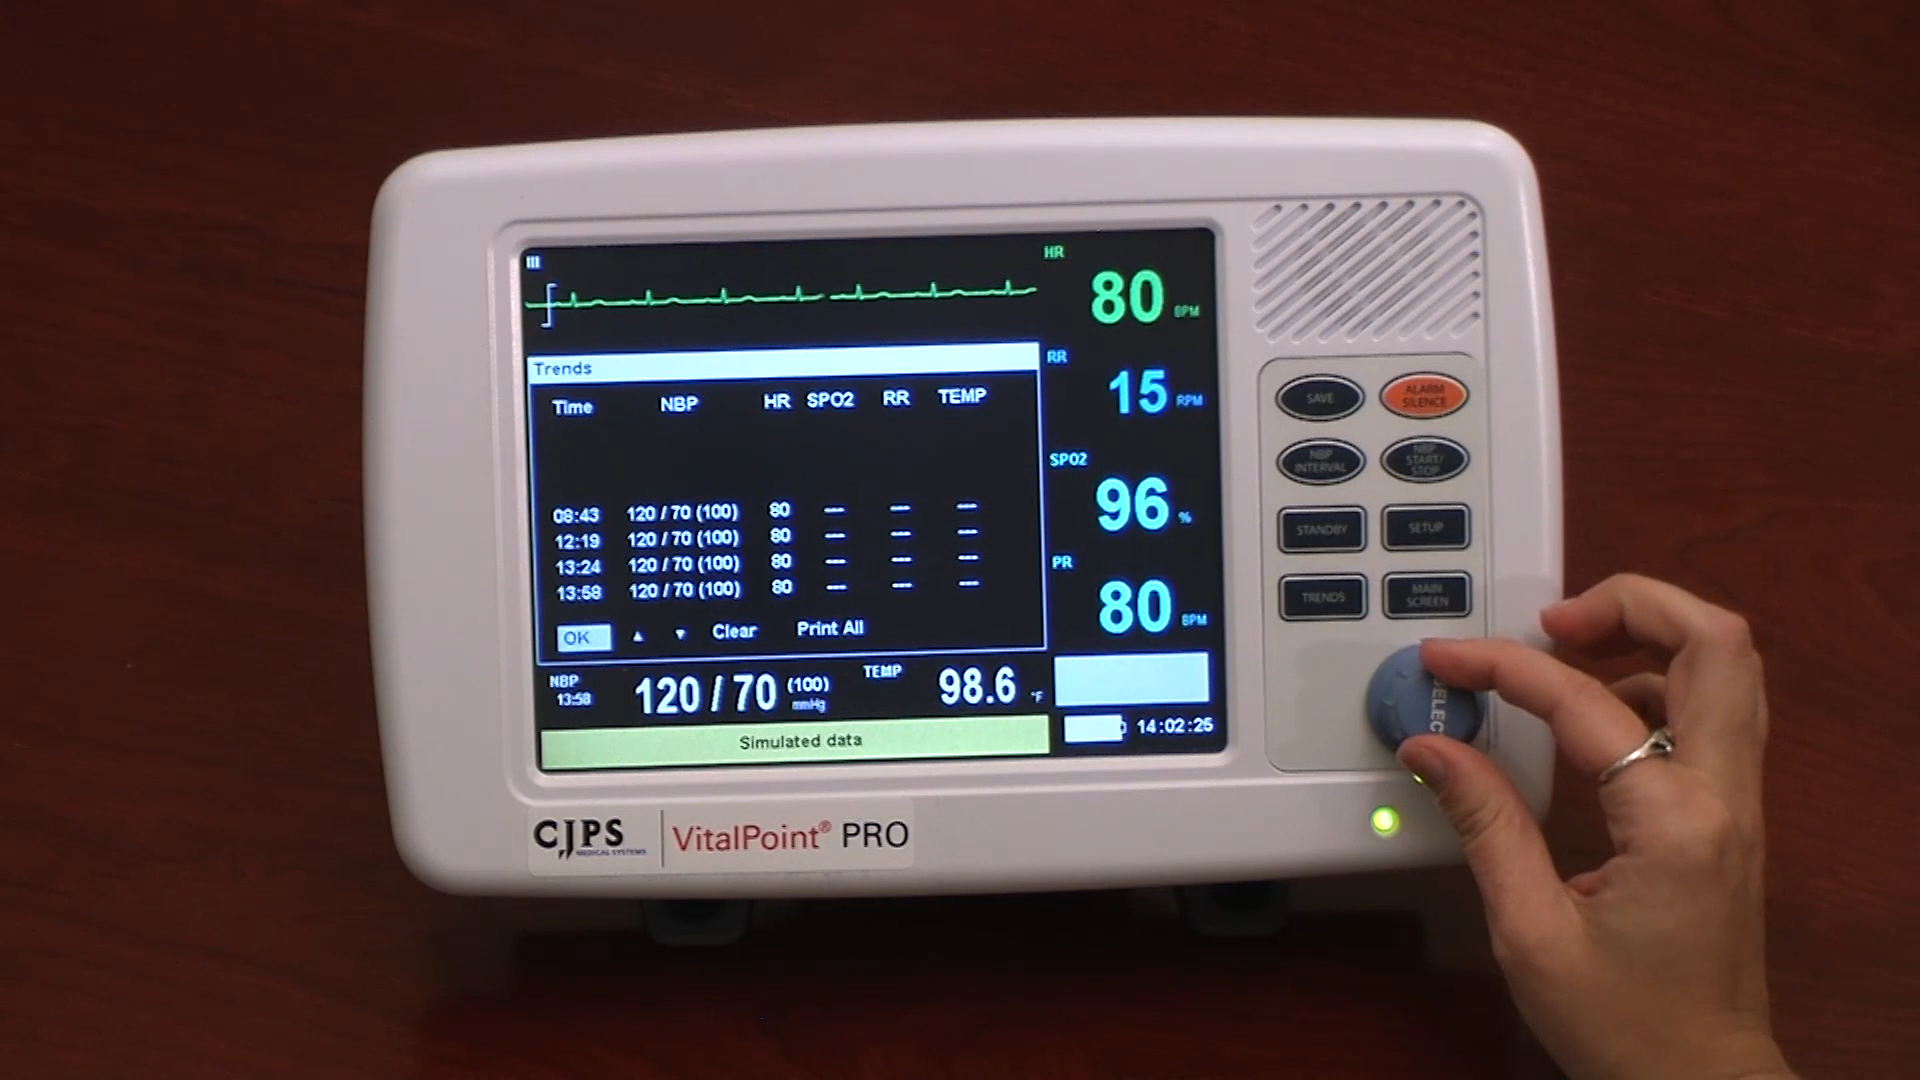 III
HR
80 BPM
Trends
Time NBP HR SPO2 RR TEMP
08:43 120 / 70 (100) 80 --- --- ---
12:19 120 / 70 (100) 80 --- --- ---
13:24 120 / 70 (100) 80 --- --- ---
13:58 120 / 70 (100) 80 --- --- ---
OK ▲ ▼ Clear Print All
RR
15 RPM
SPO2
96 %
PR
80 BPM
NBP
13:58
120 / 70 (100)
mmHg
TEMP
98.6 °F
Simulated data
14:02:25
SAVE
ALARM
SILENCE
NBP
INTERVAL
NBP
START/
STOP
STANDBY
SETUP
TRENDS
MAIN
SCREEN
SELEC
CJPS
MEDICAL SYSTEMS
VitalPoint® PRO